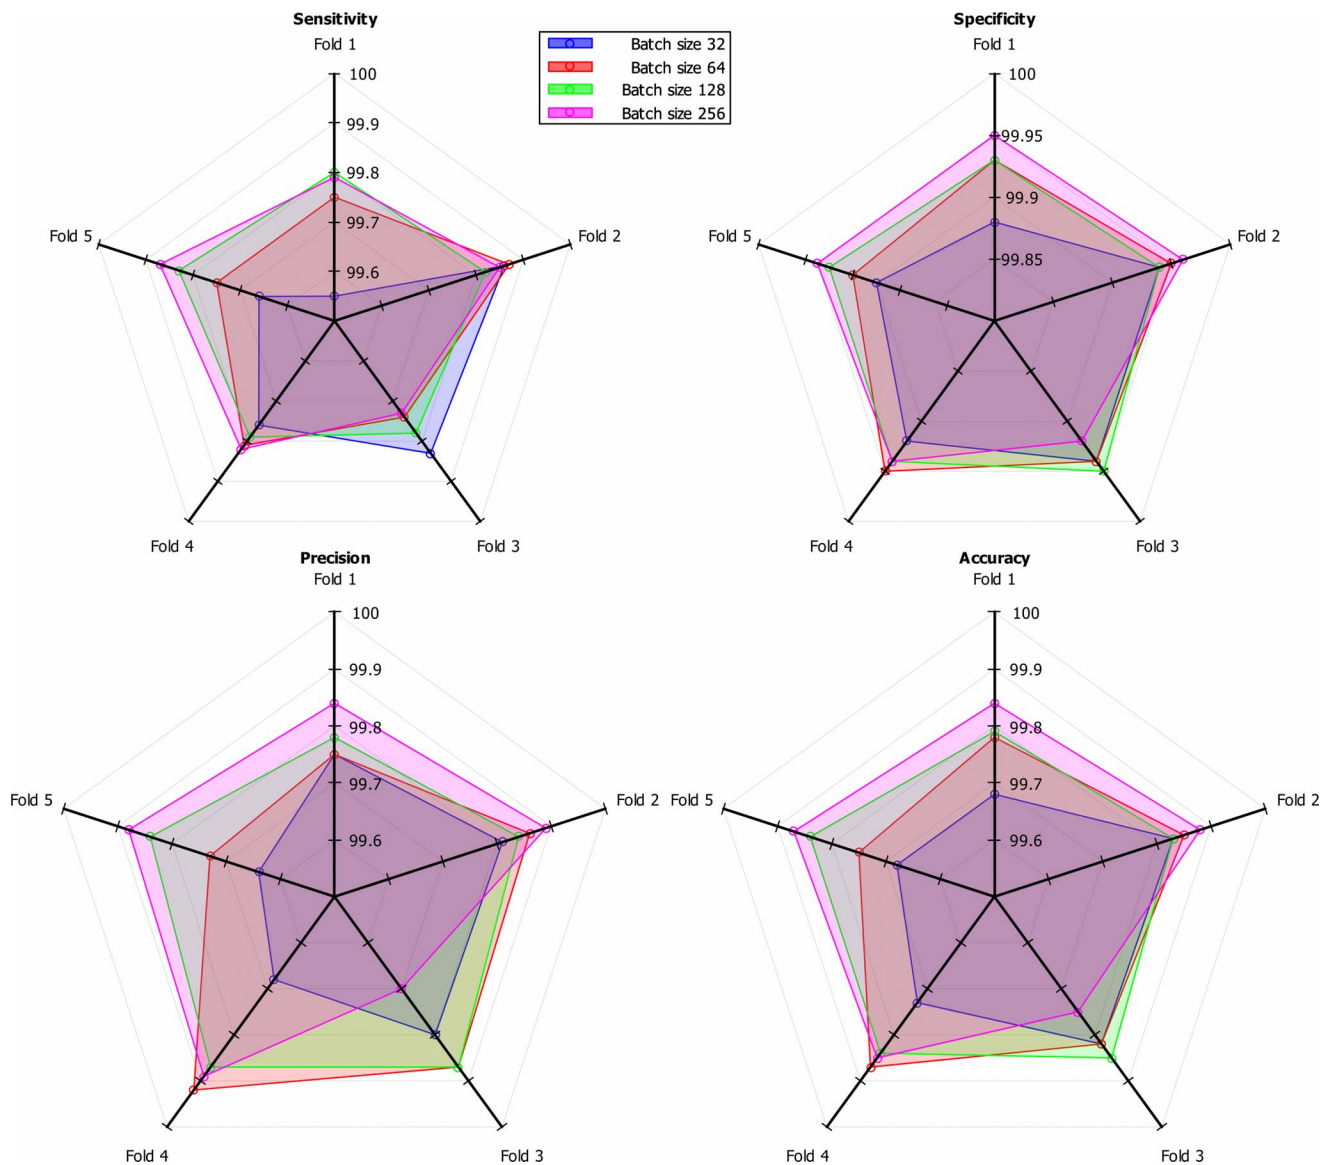 Sensitivity
Fold 1
100
99.9
99.8
99.7
99.6
Fold 2
Fold 3
Fold 4
Fold 5
Batch size 32
Batch size 64
Batch size 128
Batch size 256
Specificity
Fold 1
100
99.95
99.9
99.85
Fold 2
Fold 3
Fold 4
Fold 5
Precision
Fold 1
100
99.9
99.8
99.7
99.6
Fold 2
Fold 3
Fold 4
Fold 5
Accuracy
Fold 1
100
99.9
99.8
99.7
99.6
Fold 2
Fold 3
Fold 4
Fold 5